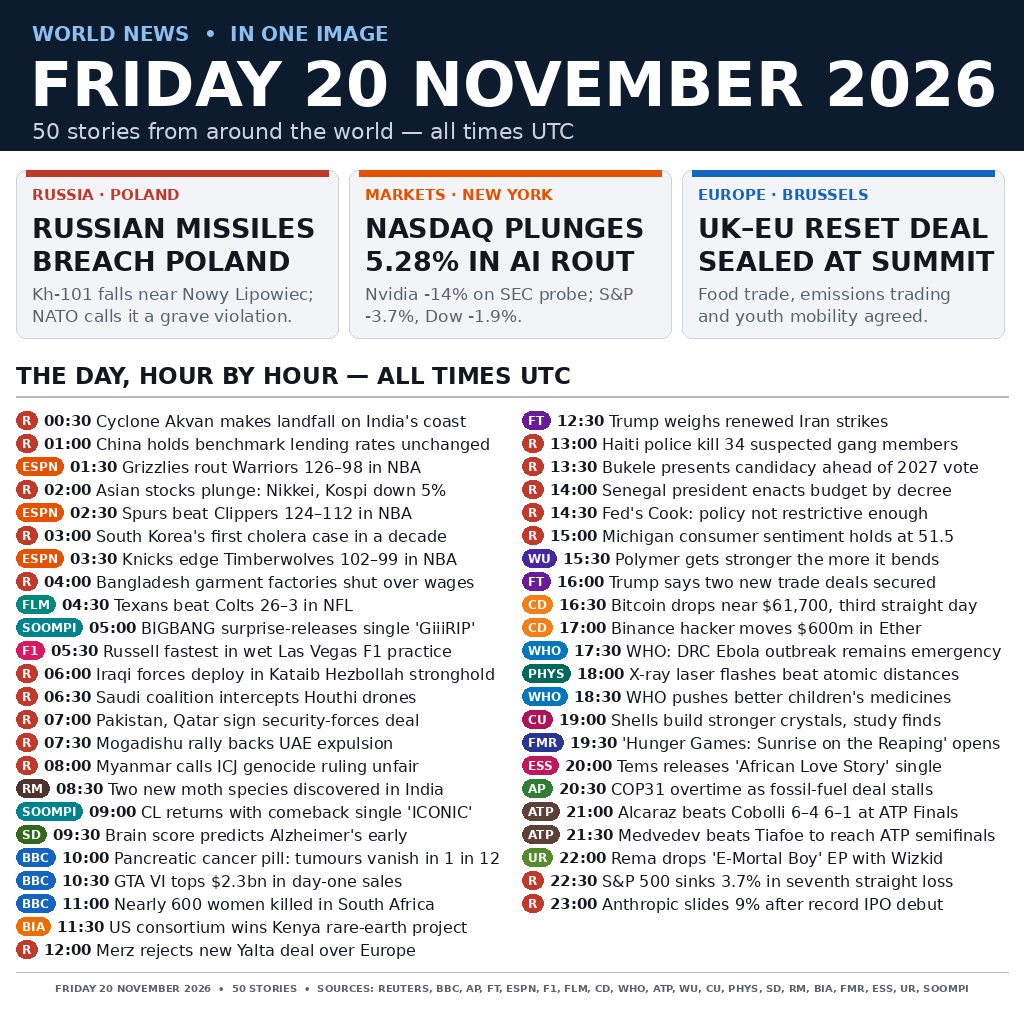 WORLD NEWS • IN ONE IMAGE
FRIDAY 20 NOVEMBER 2026
50 stories from around the world — all times UTC
RUSSIA · POLAND
RUSSIAN MISSILES
BREACH POLAND
Kh-101 falls near Nowy Lipowiec;
NATO calls it a grave violation.
MARKETS · NEW YORK
NASDAQ PLUNGES
5.28% IN AI ROUT
Nvidia -14% on SEC probe; S&P
-3.7%, Dow -1.9%.
EUROPE · BRUSSELS
UK–EU RESET DEAL
SEALED AT SUMMIT
Food trade, emissions trading
and youth mobility agreed.
THE DAY, HOUR BY HOUR — ALL TIMES UTC
R 00:30 Cyclone Akvan makes landfall on India's coast
R 01:00 China holds benchmark lending rates unchanged
ESPN 01:30 Grizzlies rout Warriors 126–98 in NBA
R 02:00 Asian stocks plunge: Nikkei, Kospi down 5%
ESPN 02:30 Spurs beat Clippers 124–112 in NBA
R 03:00 South Korea's first cholera case in a decade
ESPN 03:30 Knicks edge Timberwolves 102–99 in NBA
R 04:00 Bangladesh garment factories shut over wages
FLM 04:30 Texans beat Colts 26–3 in NFL
SOOMPI 05:00 BIGBANG surprise-releases single 'GiiiRIP'
F1 05:30 Russell fastest in wet Las Vegas F1 practice
R 06:00 Iraqi forces deploy in Kataib Hezbollah stronghold
R 06:30 Saudi coalition intercepts Houthi drones
R 07:00 Pakistan, Qatar sign security-forces deal
R 07:30 Mogadishu rally backs UAE expulsion
R 08:00 Myanmar calls ICJ genocide ruling unfair
RM 08:30 Two new moth species discovered in India
SOOMPI 09:00 CL returns with comeback single 'ICONIC'
SD 09:30 Brain score predicts Alzheimer's early
BBC 10:00 Pancreatic cancer pill: tumours vanish in 1 in 12
BBC 10:30 GTA VI tops $2.3bn in day-one sales
BBC 11:00 Nearly 600 women killed in South Africa
BIA 11:30 US consortium wins Kenya rare-earth project
R 12:00 Merz rejects new Yalta deal over Europe
FT 12:30 Trump weighs renewed Iran strikes
R 13:00 Haiti police kill 34 suspected gang members
R 13:30 Bukele presents candidacy ahead of 2027 vote
R 14:00 Senegal president enacts budget by decree
R 14:30 Fed's Cook: policy not restrictive enough
R 15:00 Michigan consumer sentiment holds at 51.5
WU 15:30 Polymer gets stronger the more it bends
FT 16:00 Trump says two new trade deals secured
CD 16:30 Bitcoin drops near $61,700, third straight day
CD 17:00 Binance hacker moves $600m in Ether
WHO 17:30 WHO: DRC Ebola outbreak remains emergency
PHYS 18:00 X-ray laser flashes beat atomic distances
WHO 18:30 WHO pushes better children's medicines
CU 19:00 Shells build stronger crystals, study finds
FMR 19:30 'Hunger Games: Sunrise on the Reaping' opens
ESS 20:00 Tems releases 'African Love Story' single
AP 20:30 COP31 overtime as fossil-fuel deal stalls
ATP 21:00 Alcaraz beats Cobolli 6–4 6–1 at ATP Finals
ATP 21:30 Medvedev beats Tiafoe to reach ATP semifinals
UR 22:00 Rema drops 'E-Mortal Boy' EP with Wizkid
R 22:30 S&P 500 sinks 3.7% in seventh straight loss
R 23:00 Anthropic slides 9% after record IPO debut
FRIDAY 20 NOVEMBER 2026 • 50 STORIES • SOURCES: REUTERS, BBC, AP, FT, ESPN, F1, FLM, CD, WHO, ATP, WU, CU, PHYS, SD, RM, BIA, FMR, ESS, UR, SOOMPI